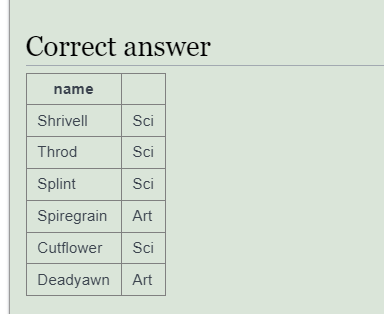 Correct answer
name
Shrivell Sci
Throd Sci
Splint Sci
Spiregrain Art
Cutflower Sci
Deadyawn Art